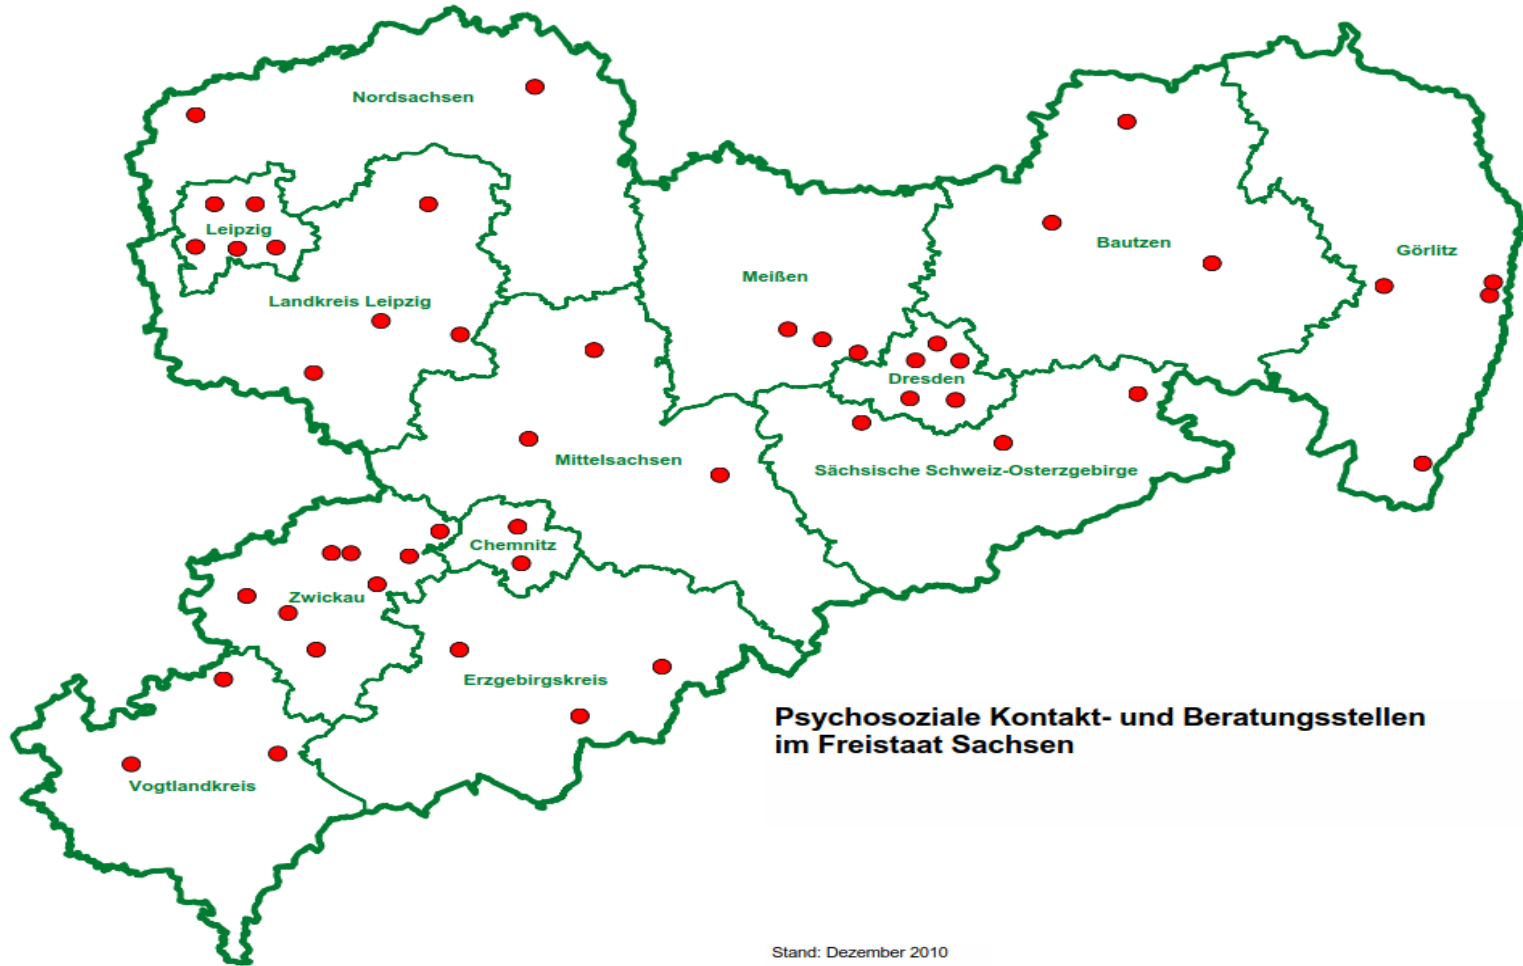 Nordsachsen
Leipzig
Bautzen
Görlitz
Meißen
Landkreis Leipzig
Dresden
Mittelsachsen
Sächsische Schweiz-Osterzgebirge
Chemnitz
Zwickau
Erzgebirgskreis
Psychosoziale Kontakt- und Beratungsstellen
im Freistaat Sachsen
Vogtlandkreis
Stand: Dezember 2010